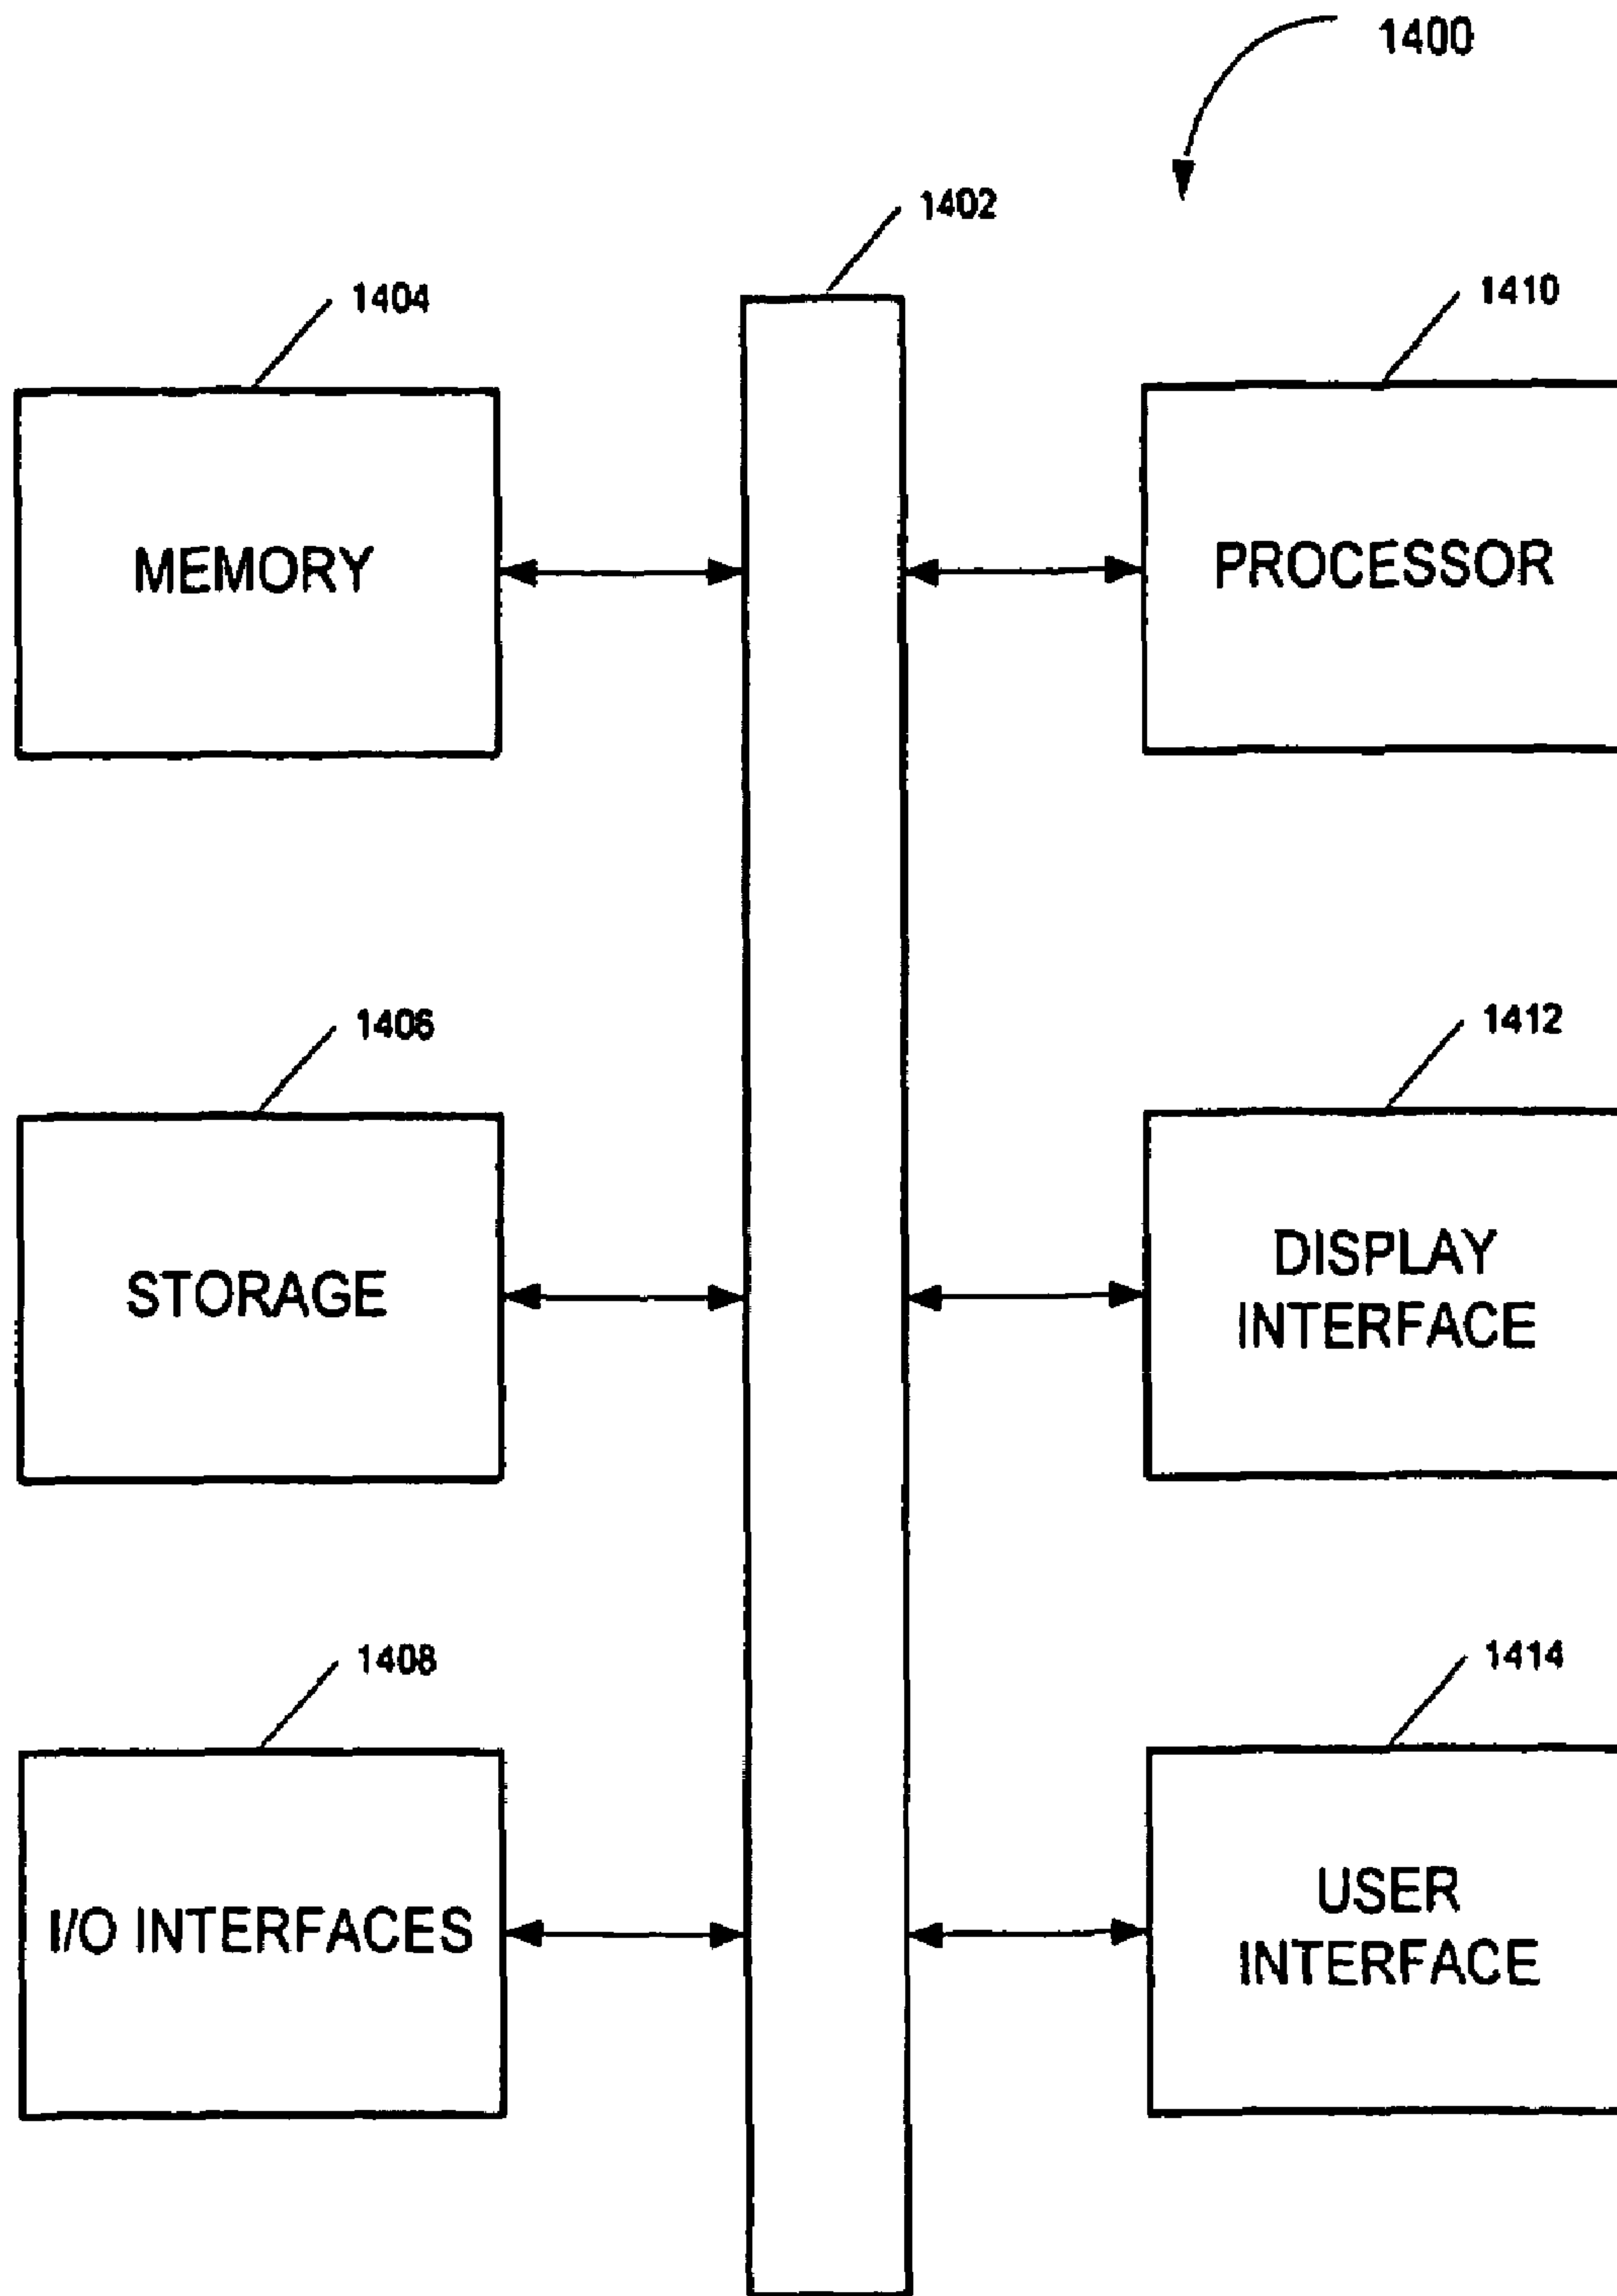 1400
1402
1404
1410
MEMORY
PROCESSOR
1406
1412
STORAGE
DISPLAY
INTERFACE
1408
1414
I/O INTERFACES
USER
INTERFACE